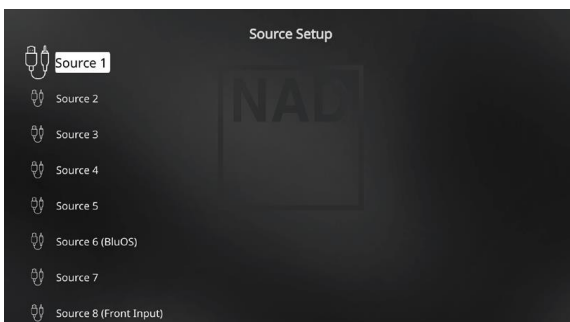 Source Setup
Source 1
NAD
Source 2
Source 3
Source 4
Source 5
Source 6 (BluOS)
Source 7
Source 8 (Front Input)